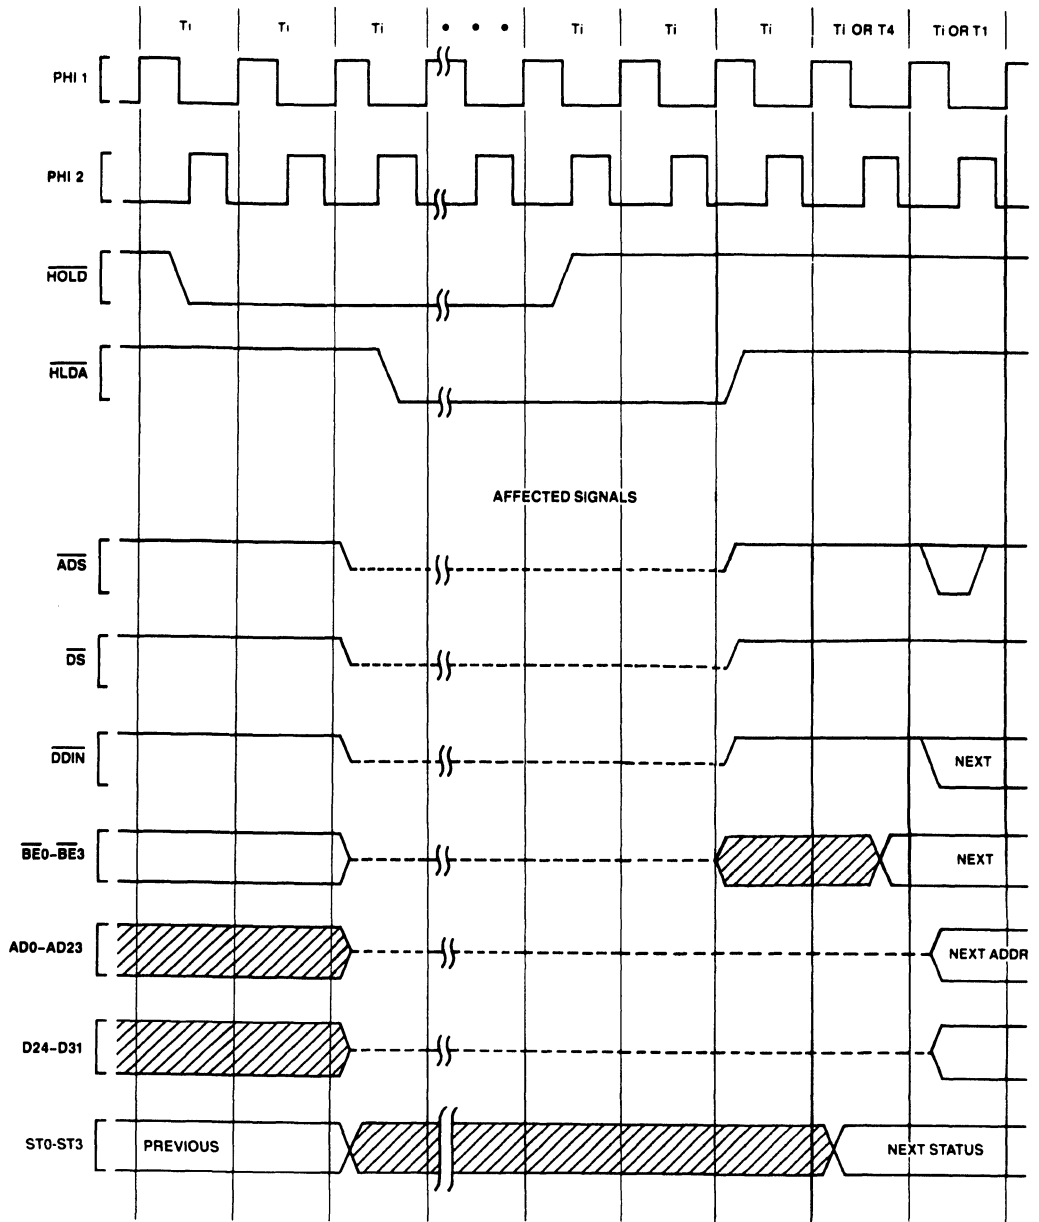 Ti Ti Ti • • • Ti Ti Ti Ti OR T4 Ti OR T1
PHI 1
PHI 2
HOLD
HLDA
AFFECTED SIGNALS
ADS
DS
DDIN
NEXT
BE0-BE3
NEXT
AD0-AD23
NEXT ADDR
D24-D31
ST0-ST3
PREVIOUS
NEXT STATUS